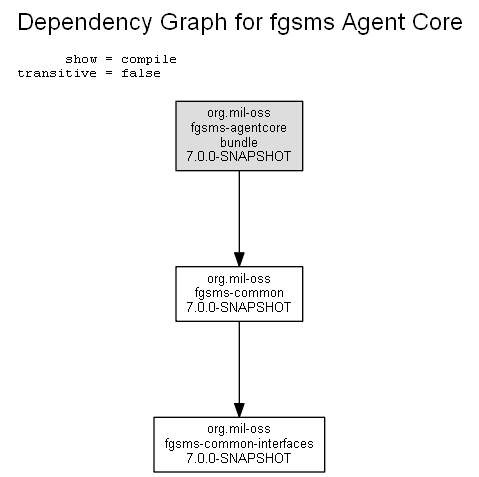 Dependency Graph for fgsms Agent Core
show = compile
transitive = false
org.mil-oss
fgsms-agentcore
bundle
7.0.0-SNAPSHOT
org.mil-oss
fgsms-common
7.0.0-SNAPSHOT
org.mil-oss
fgsms-common-interfaces
7.0.0-SNAPSHOT